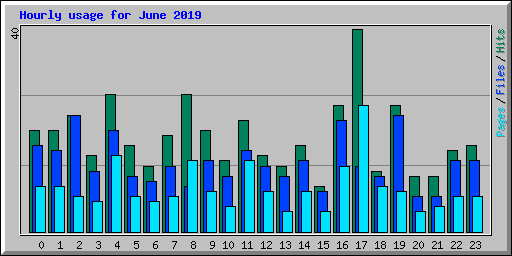 Hourly usage for June 2019
40
Pages / Files / Hits
0 1 2 3 4 5 6 7 8 9 10 11 12 13 14 15 16 17 18 19 20 21 22 23